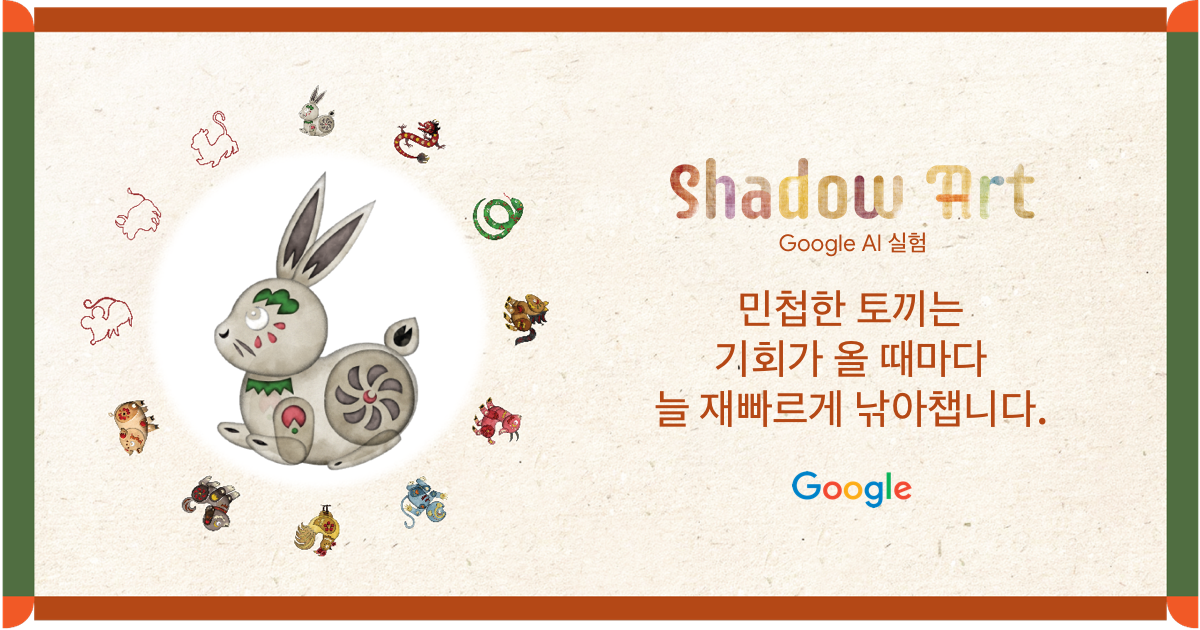 Shadow Art
Google AI 실험
민첩한 토끼는
기회가 올 때마다
늘 재빠르게 낚아챕니다.
Google